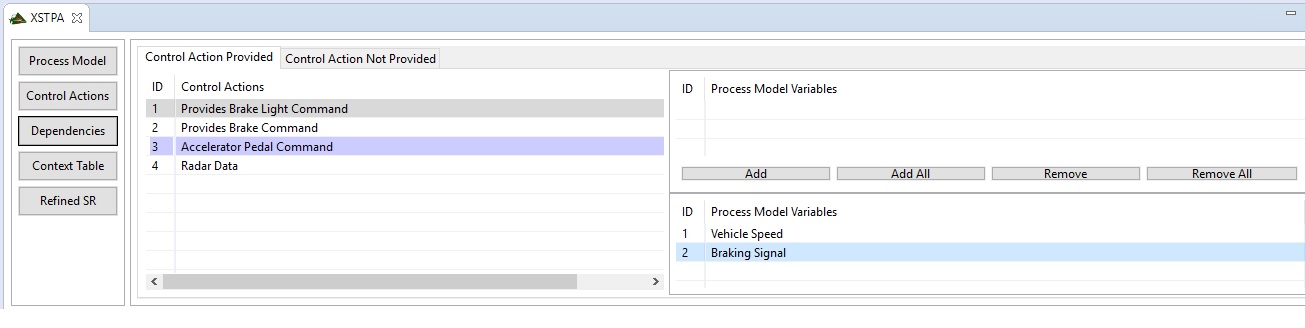 XSTPA
Process Model
Control Actions
Dependencies
Context Table
Refined SR
Control Action Provided Control Action Not Provided
ID Control Actions
1 Provides Brake Light Command
2 Provides Brake Command
3 Accelerator Pedal Command
4 Radar Data
ID Process Model Variables
Add Add All Remove Remove All
ID Process Model Variables
1 Vehicle Speed
2 Braking Signal